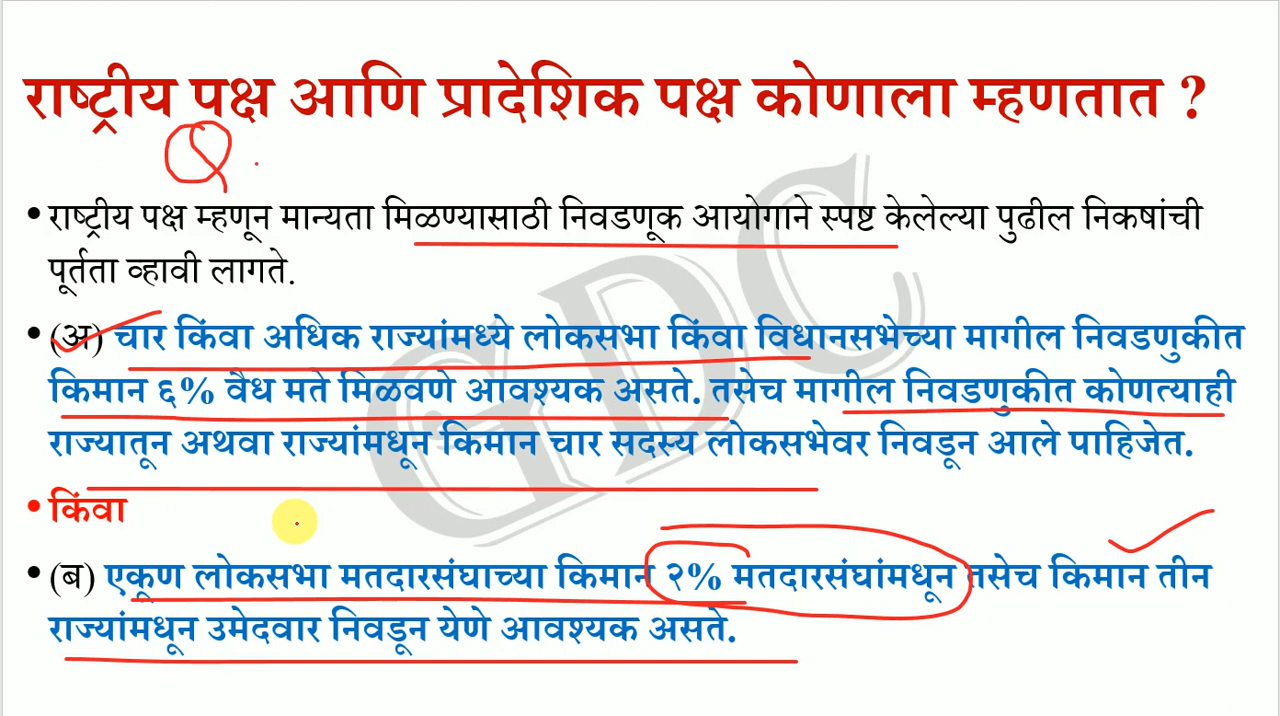 राष्ट्रीय पक्ष आणि प्रादेशिक पक्ष कोणाला म्हणतात ?
• राष्ट्रीय पक्ष म्हणून मान्यता मिळण्यासाठी निवडणूक आयोगाने स्पष्ट केलेल्या पुढील निकषांची
पूर्तता व्हावी लागते.
• (अ) चार किंवा अधिक राज्यांमध्ये लोकसभा किंवा विधानसभेच्या मागील निवडणुकीत
किमान ६% वैध मते मिळवणे आवश्यक असते. तसेच मागील निवडणुकीत कोणत्याही
राज्यातून अथवा राज्यांमधून किमान चार सदस्य लोकसभेवर निवडून आले पाहिजेत.
• किंवा
• (ब) एकूण लोकसभा मतदारसंघाच्या किमान २% मतदारसंघांमधून तसेच किमान तीन
राज्यांमधून उमेदवार निवडून येणे आवश्यक असते.
GDC